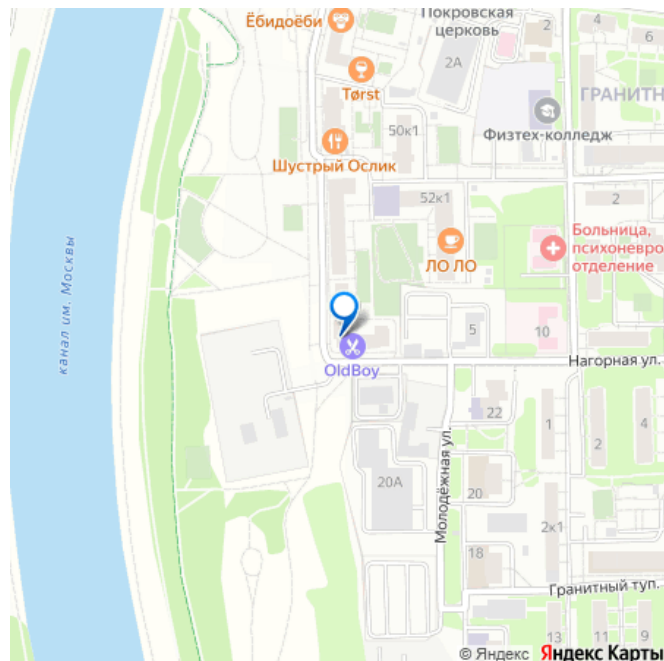 Ёбидоёби
Покровская
церковь
2
4
6
2А
Tørst
ГРАНИТН
50к1
Физтех-колледж
Шустрый Ослик
52к1
2
Больница,
психоневро
отделение
ЛО ЛО
канал им. Москвы
5
10
OldBoy
Нагорная ул.
22
1
2
4
Молодёжная ул.
20А
20
2к1
18
Гранитный туп.
13
11
9
© Яндекс Яндекс Карты